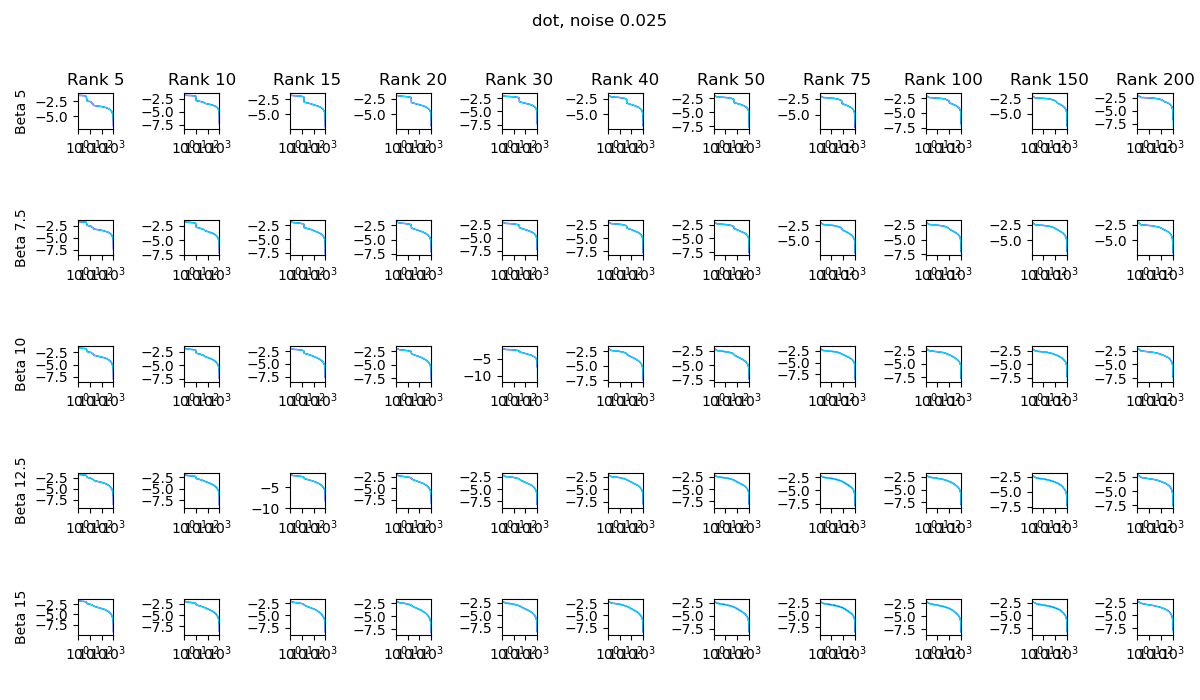 dot, noise 0.025
Rank 5 Rank 10 Rank 15 Rank 20 Rank 30 Rank 40 Rank 50 Rank 75 Rank 100 Rank 150 Rank 200
Beta 5
−2.5 −2.5 −2.5 −2.5 −2.5 −2.5 −2.5 −2.5 −2.5 −2.5 −2.5
−5.0 −5.0 −5.0 −5.0 −5.0 −5.0 −5.0 −5.0 −5.0 −5.0 −5.0
−7.5 −7.5 −7.5 −7.5 −7.5
Beta 7.5
−2.5 −2.5 −2.5 −2.5 −2.5 −2.5 −2.5 −2.5 −2.5 −2.5 −2.5
−5.0 −5.0 −5.0 −5.0 −5.0 −5.0 −5.0 −5.0 −5.0 −5.0 −5.0
−7.5 −7.5 −7.5 −7.5 −7.5 −7.5 −7.5 −7.5
Beta 10
−2.5 −2.5 −2.5 −2.5 −5 −2.5 −2.5 −2.5 −2.5 −2.5 −2.5
−5.0 −5.0 −5.0 −5.0 −10 −5.0 −5.0 −5.0 −5.0 −5.0 −5.0
−7.5 −7.5 −7.5 −7.5 −7.5 −7.5 −7.5 −7.5 −7.5 −7.5
Beta 12.5
−2.5 −2.5 −5 −2.5 −2.5 −2.5 −2.5 −2.5 −2.5 −2.5 −2.5
−5.0 −5.0 −10 −5.0 −5.0 −5.0 −5.0 −5.0 −5.0 −5.0 −5.0
−7.5 −7.5 −7.5 −7.5 −7.5 −7.5 −7.5 −7.5 −7.5 −7.5
Beta 15
−2.5 −2.5 −2.5 −2.5 −2.5 −2.5 −2.5 −2.5 −2.5 −2.5 −2.5
−5.0 −5.0 −5.0 −5.0 −5.0 −5.0 −5.0 −5.0 −5.0 −5.0 −5.0
−7.5 −7.5 −7.5 −7.5 −7.5 −7.5 −7.5 −7.5 −7.5 −7.5 −7.5